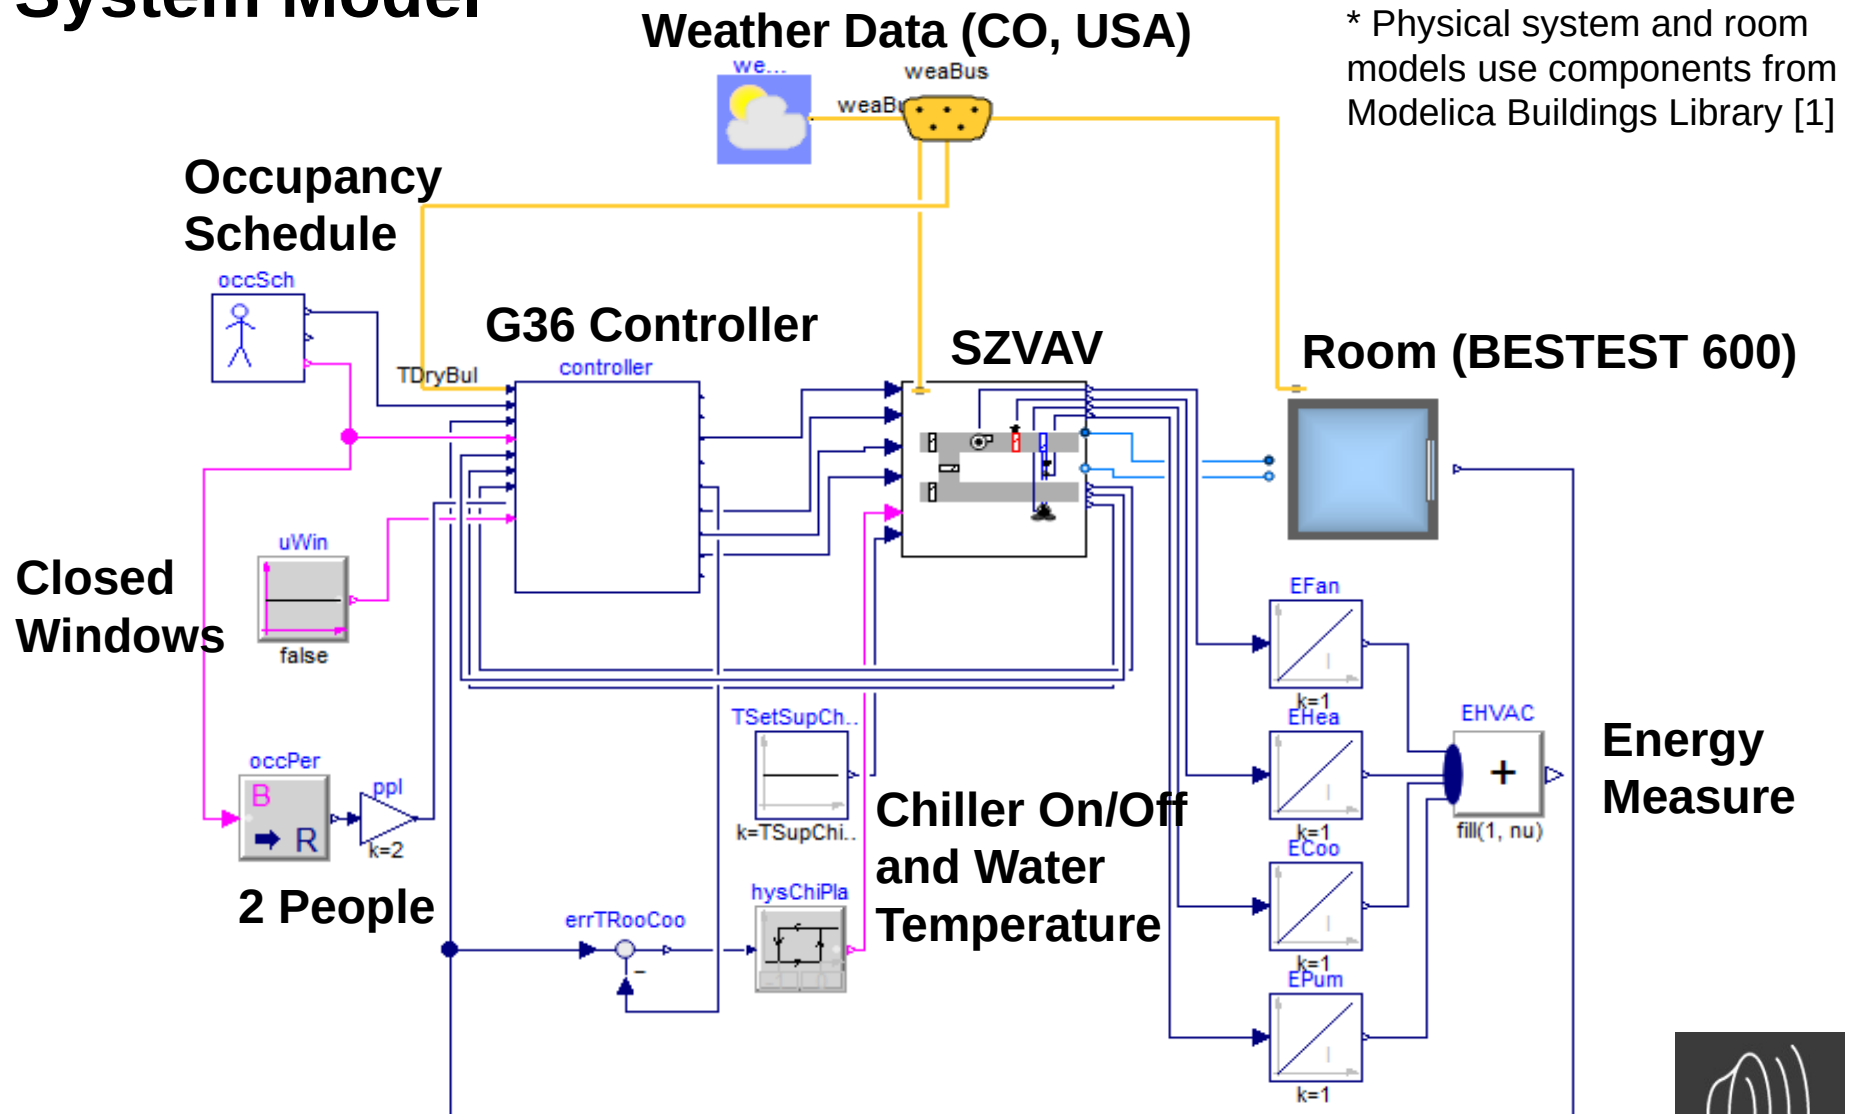 System Model
Weather Data (CO, USA)
* Physical system and room
models use components from
Modelica Buildings Library [1]
we...
weaBus
weaBu
Occupancy
Schedule
occSch
G36 Controller
controller
TDryBul
SZVAV
Room (BESTEST 600)
Closed
Windows
uWin
false
EFan
k=1
EHea
k=1
ECoo
k=1
EPum
k=1
EHVAC
+
fill(1, nu)
Energy
Measure
TSetSupCh..
k=TSupChi..
Chiller On/Off
and Water
Temperature
occPer
B
R
ppl
k=2
2 People
errTRooCoo
-
hysChiPla